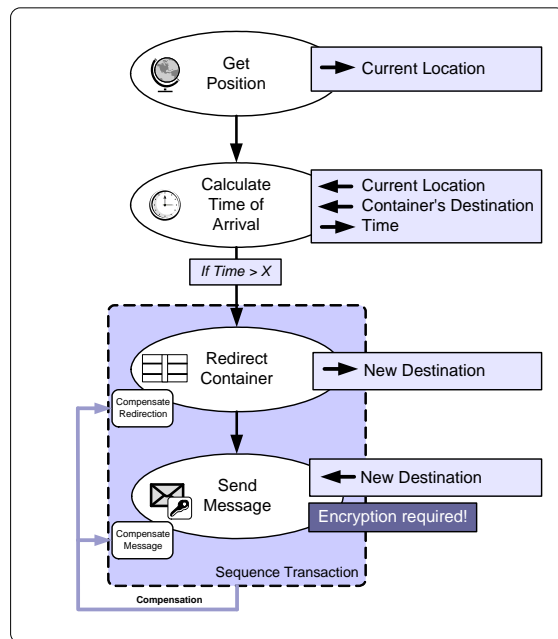 Get
Position
Current Location
Calculate
Time of
Arrival
Current Location
Container's Destination
Time
If Time > X
Redirect
Container
New Destination
Compensate
Redirection
Send
Message
New Destination
Encryption required!
Compensate
Message
Sequence Transaction
Compensation